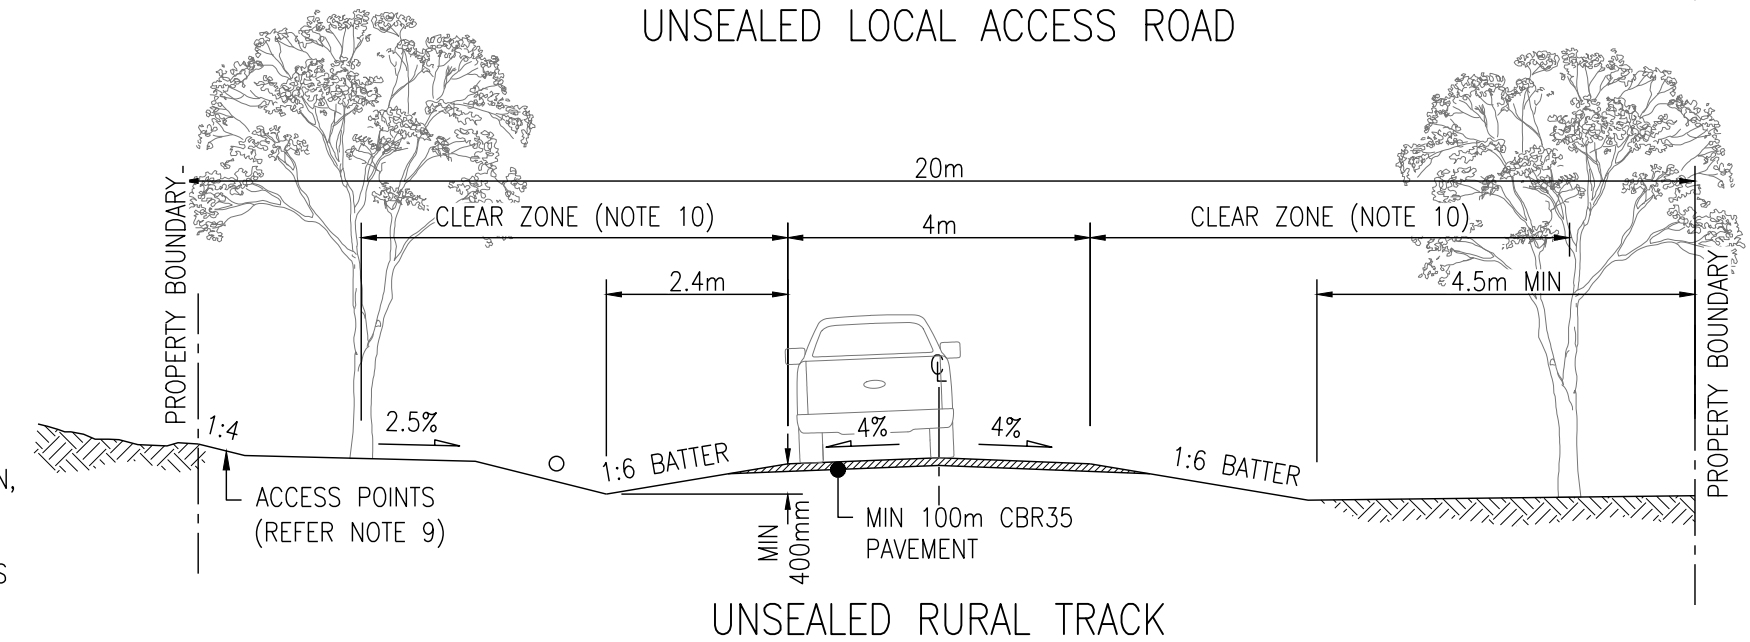 UNSEALED LOCAL ACCESS ROAD
20m
CLEAR ZONE (NOTE 10)
4m
CLEAR ZONE (NOTE 10)
2.4m
4.5m MIN
PROPERTY BOUNDARY
PROPERTY BOUNDARY
CL
1:4
2.5%
4%
4%
1:6 BATTER
1:6 BATTER
N,
ACCESS POINTS
(REFER NOTE 9)
MIN
400mm
MIN 100m CBR35
PAVEMENT
S
UNSEALED RURAL TRACK